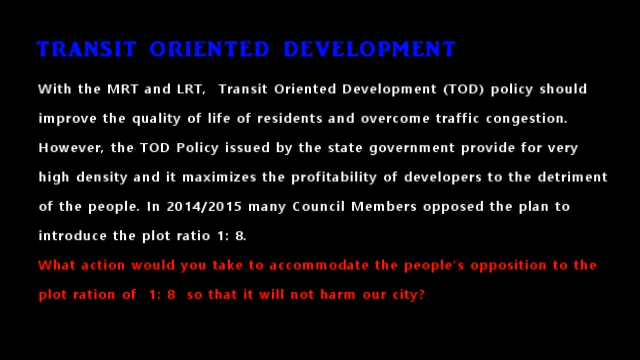 TRANSIT ORIENTED DEVELOPMENT
With the MRT and LRT, Transit Oriented Development (TOD) policy should
improve the quality of life of residents and overcome traffic congestion.
However, the TOD Policy issued by the state government provide for very
high density and it maximizes the profitability of developers to the detriment
of the people. In 2014/2015 many Council Members opposed the plan to
introduce the plot ratio 1: 8.
What action would you take to accommodate the people's opposition to the
plot ration of 1: 8 so that it will not harm our city?